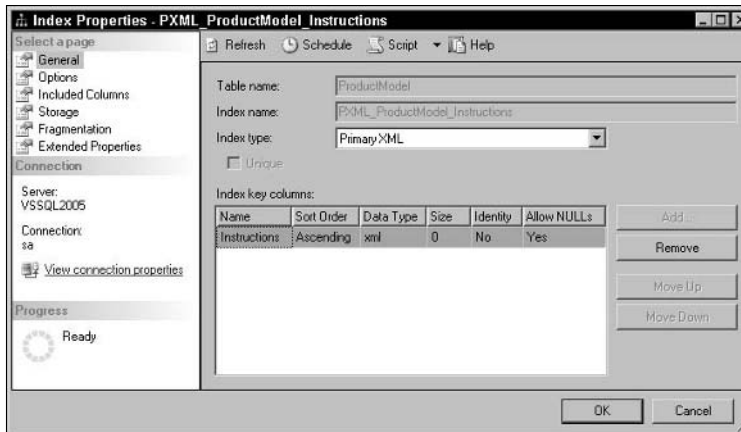 Index Properties - PXML_ProductModel_Instructions
Select a page
General
Options
Included Columns
Storage
Fragmentation
Extended Properties
Connection
Server:
VSSQL2005
Connection:
sa
View connection properties
Progress
Ready
Refresh Schedule Script Help
Table name: ProductModel
Index name: PXML_ProductModel_Instructions
Index type: Primary XML
Unique
Index key columns:
Name Sort Order Data Type Size Identity Allow NULLs
Instructions Ascending xml 0 No Yes
Add...
Remove
Move Up
Move Down
OK Cancel